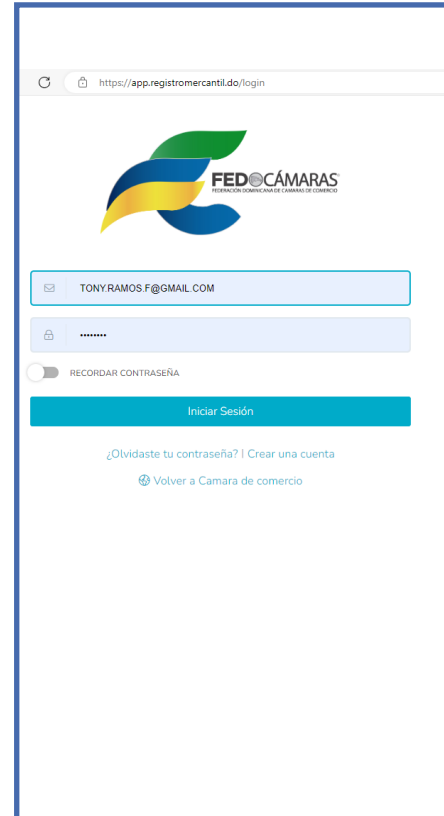 https://app.registromercantil.do/login
FEDOCÁMARAS
FEDERACIÓN DOMINICANA DE CAMARAS DE COMERCIO
TONY.RAMOS.F@GMAIL.COM
••••••••
RECORDAR CONTRASEÑA
Iniciar Sesión
¿Olvidaste tu contraseña? | Crear una cuenta
Volver a Camara de comercio